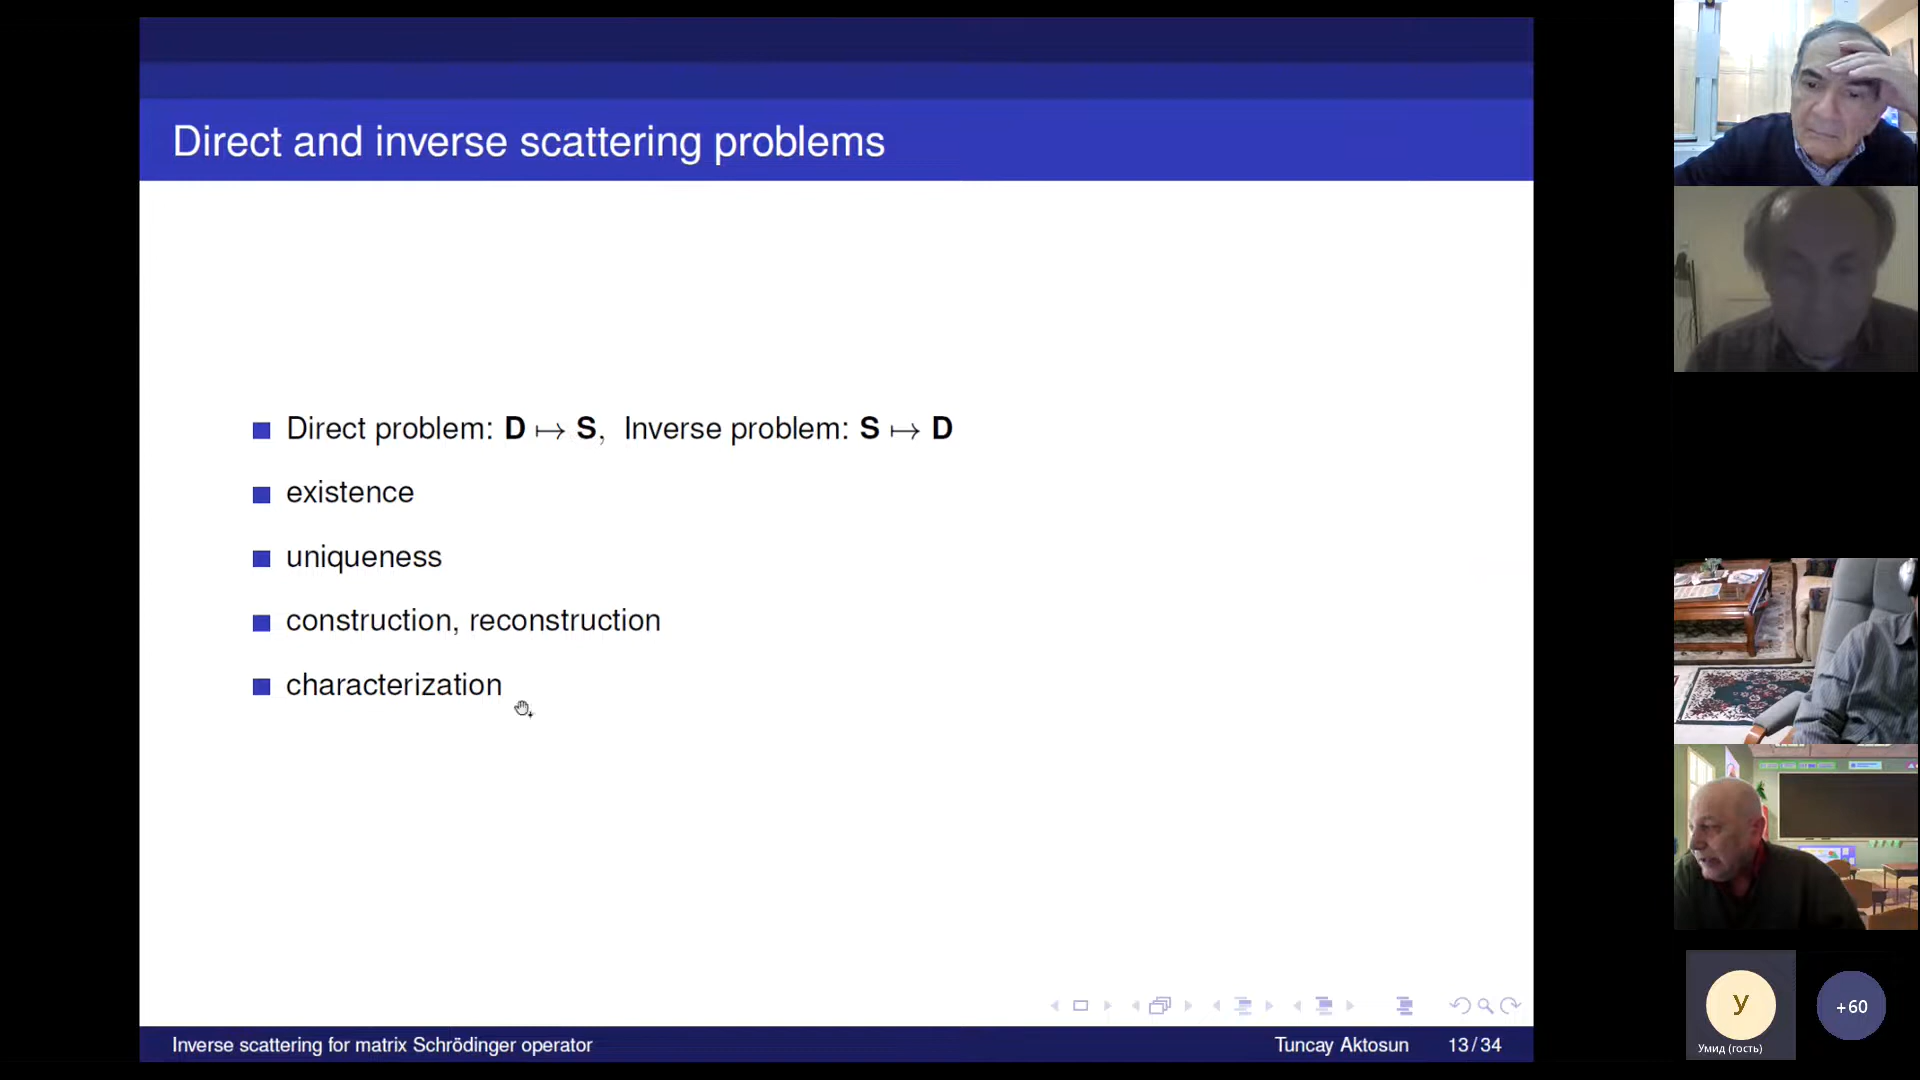 Direct and inverse scattering problems
Direct problem: D ↦ S, Inverse problem: S ↦ D
existence
uniqueness
construction, reconstruction
characterization
Inverse scattering for matrix Schrödinger operator
Tuncay Aktosun
13/34
У
Умид (гость)
+60